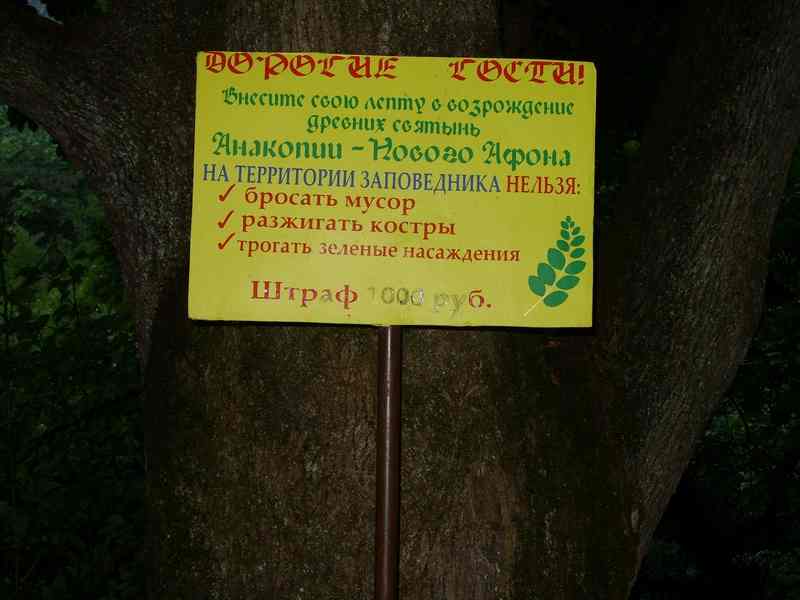 ДОРОГИЕ ГОСТИ!
Внесите свою лепту в возрождение
древних святынь
Анакопии - Нового Афона
НА ТЕРРИТОРИИ ЗАПОВЕДНИКА НЕЛЬЗЯ:
✓ бросать мусор
✓ разжигать костры
✓ трогать зеленые насаждения
Штраф 1000 руб.